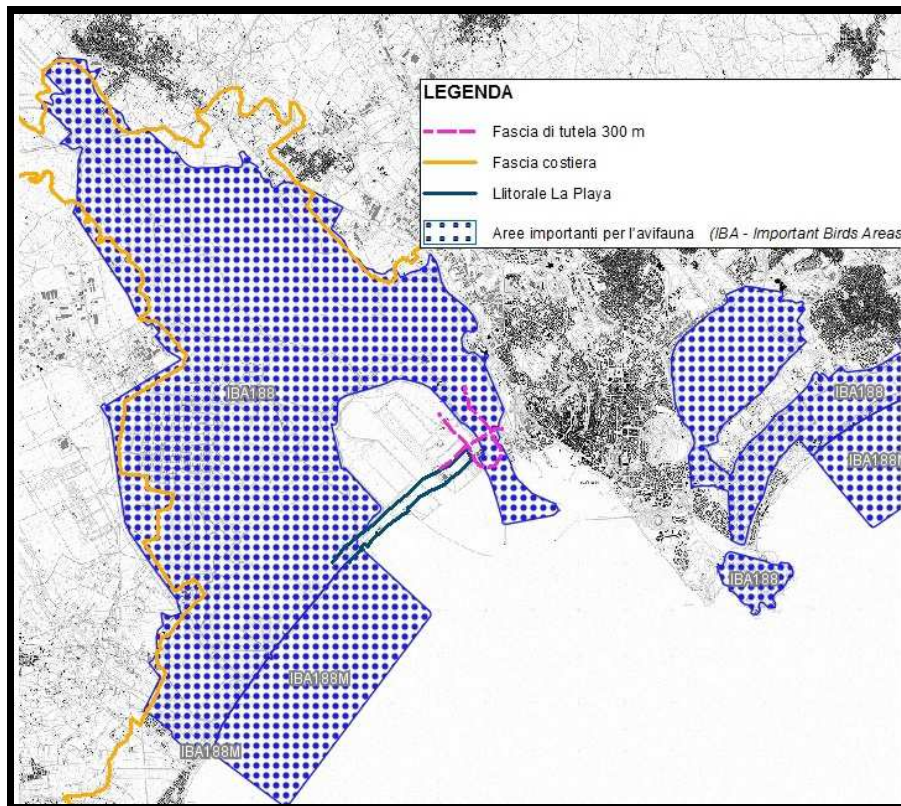 LEGENDA
Fascia di tutela 300 m
Fascia costiera
Llitorale La Playa
Aree importanti per l'avifauna (IBA - Important Birds Areas
IBA188
IBA188
IBA188M
IBA188
IBA188M
IBA188M